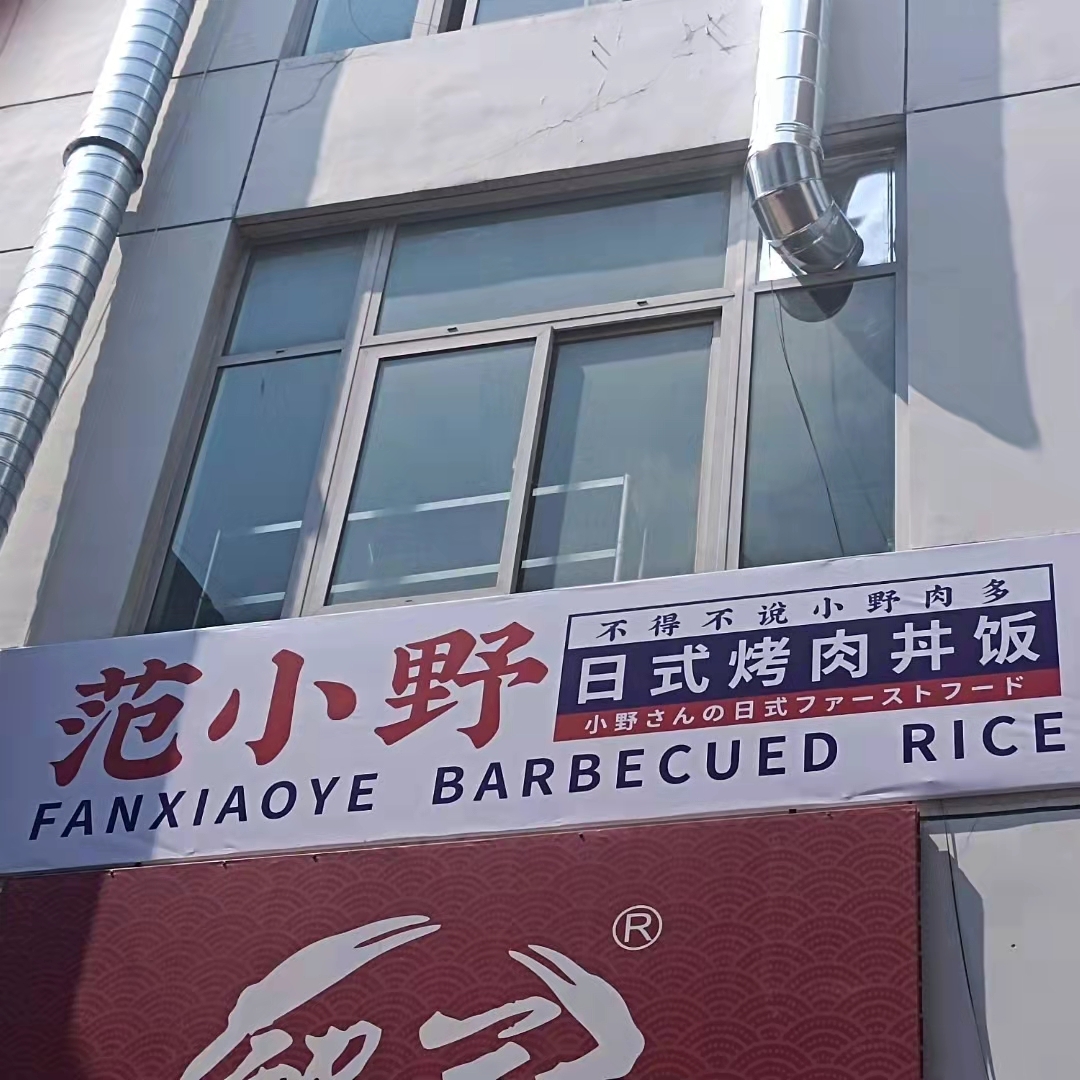 范小野
不得不说小野肉多
日式烤肉丼饭
小野さんの日式ファーストフード
FANXIAOYE BARBECUED RICE
®